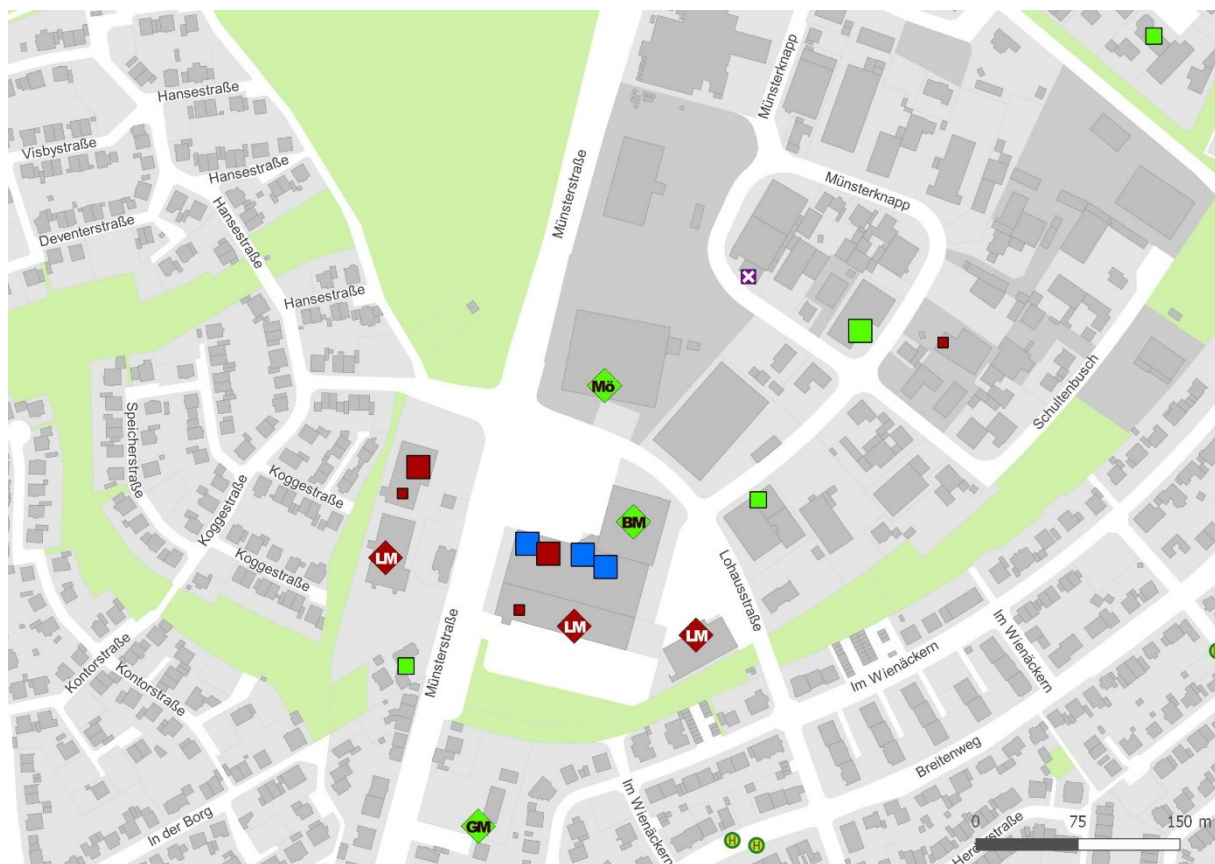 Hansestraße
Visbystraße
Hansestraße
Deventerstraße
Hansestraße
Hansestraße
Münsterstraße
Münsterknapp
Münsterknapp
Mö
Schultenbusch
Speicherstraße
Koggestraße
Koggestraße
Koggestraße
LM
BM
LM
LM
Lohausstraße
Münsterstraße
Kontorstraße
Kontorstraße
Im Wienäckern
Im Wienäckern
Im Wienäckern
Breitenweg
In der Borg
GM
H
H
H
Herderstraße
0 75 150 m